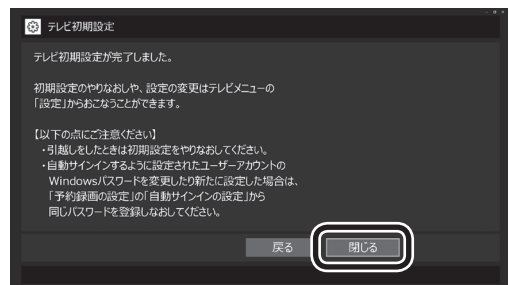 テレビ初期設定
テレビ初期設定が完了しました。
初期設定のやりなおしや、設定の変更はテレビメニューの
「設定」からおこなうことができます。
【以下の点にご注意ください】
・引越しをしたときは初期設定をやりなおしてください。
・自動サインインするように設定されたユーザーアカウントの
Windowsパスワードを変更したり新たに設定した場合は、
「予約録画の設定」の「自動サインインの設定」から
同じパスワードを登録しなおしてください。
戻る 閉じる